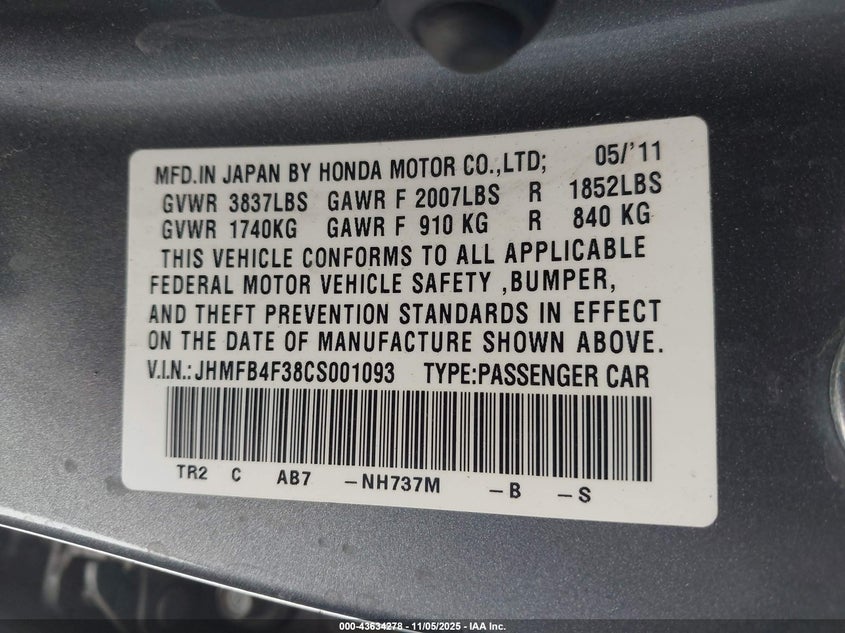 MFD.IN JAPAN BY HONDA MOTOR CO.,LTD; 05/'11
GVWR 3837LBS GAWR F 2007LBS R 1852LBS
GVWR 1740KG GAWR F 910 KG R 840 KG
THIS VEHICLE CONFORMS TO ALL APPLICABLE
FEDERAL MOTOR VEHICLE SAFETY ,BUMPER,
AND THEFT PREVENTION STANDARDS IN EFFECT
ON THE DATE OF MANUFACTURE SHOWN ABOVE.
V.I.N.:JHMFB4F38CS001093 TYPE:PASSENGER CAR
TR2 C AB7 -NH737M -B -S
000-43634278 - 11/05/2025 - IAA Inc.